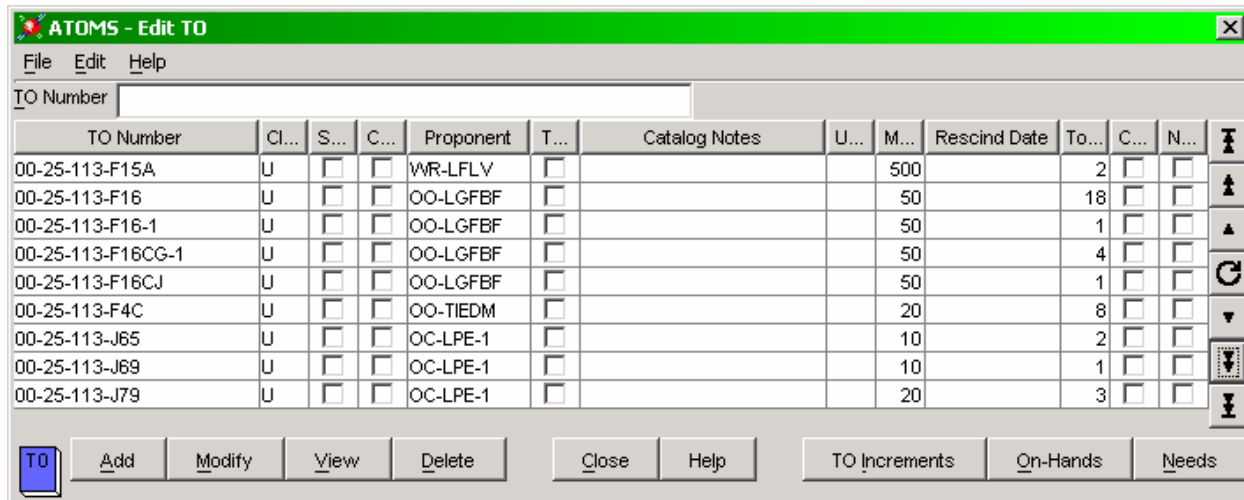 ATOMS - Edit TO
File Edit Help
TO Number
TO Number Cl... S... C... Proponent T... Catalog Notes U... M... Rescind Date To... C... N...
00-25-113-F15A U WR-LFLV 500 2
00-25-113-F16 U OO-LGFBF 50 18
00-25-113-F16-1 U OO-LGFBF 50 1
00-25-113-F16CG-1 U OO-LGFBF 50 4
00-25-113-F16CJ U OO-LGFBF 50 1
00-25-113-F4C U OO-TIEDM 20 8
00-25-113-J65 U OC-LPE-1 10 2
00-25-113-J69 U OC-LPE-1 10 1
00-25-113-J79 U OC-LPE-1 20 3
TO Add Modify View Delete Close Help TO Increments On-Hands Needs